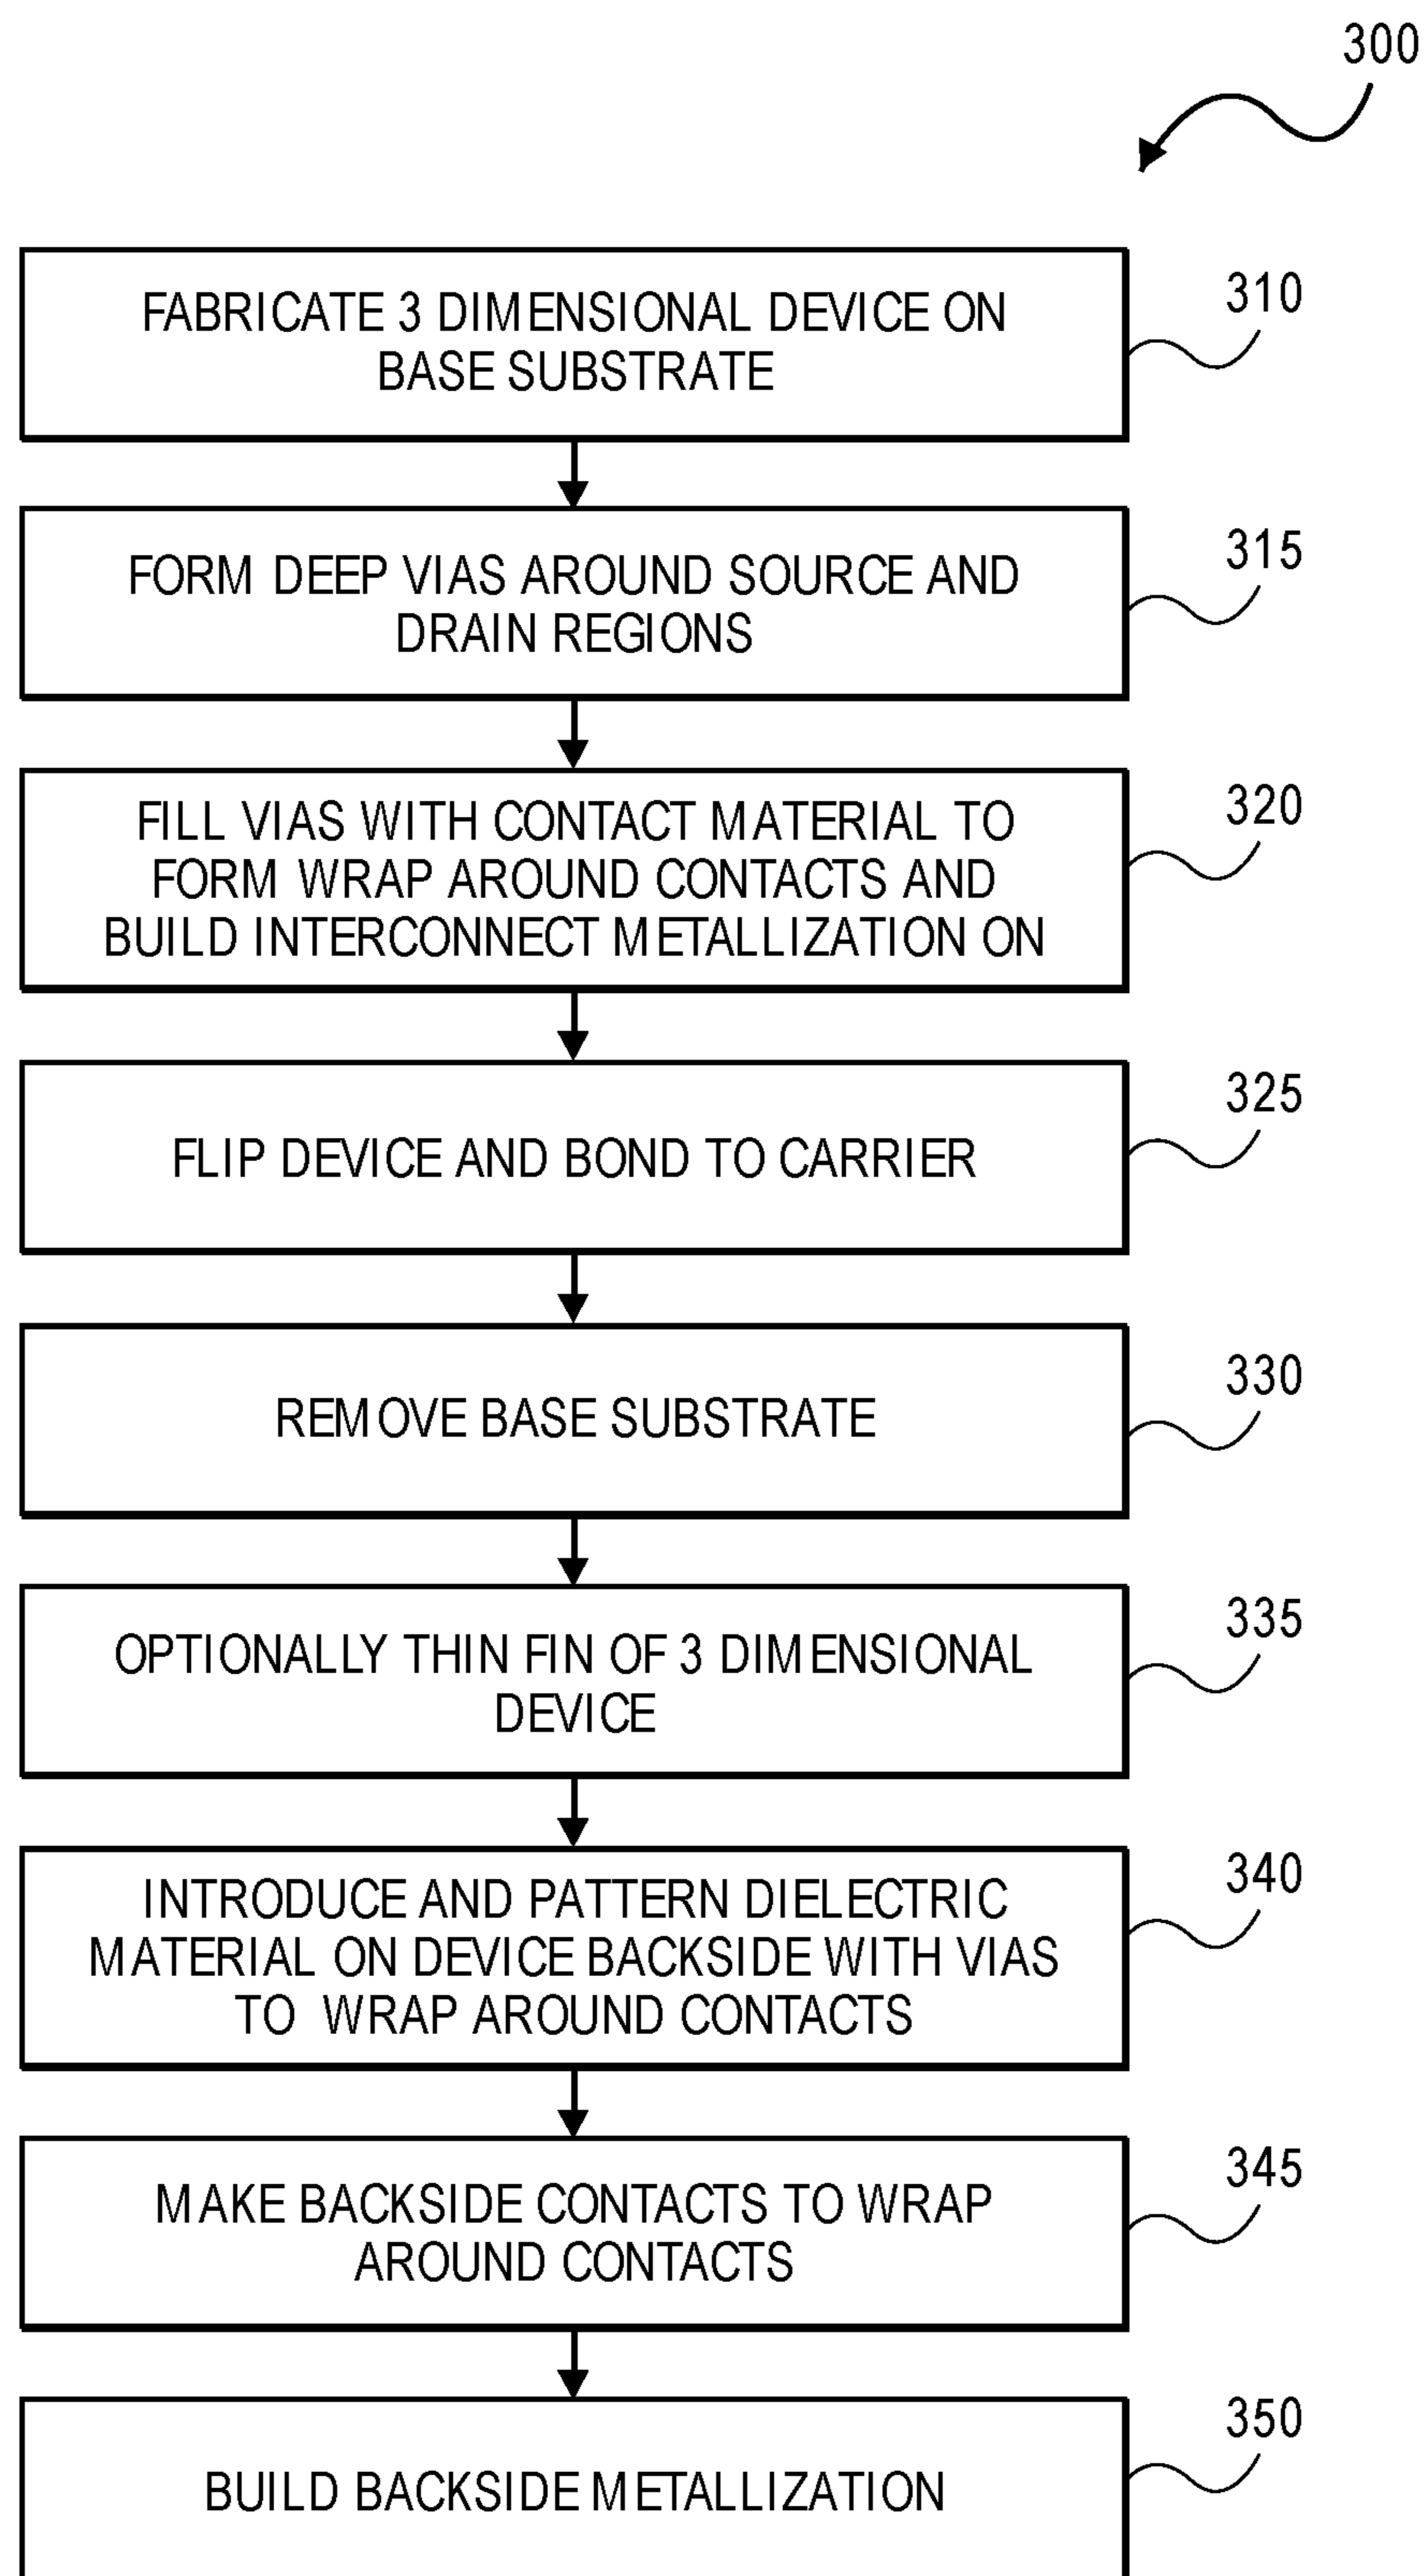 300
FABRICATE 3 DIMENSIONAL DEVICE ON
BASE SUBSTRATE
310
FORM DEEP VIAS AROUND SOURCE AND
DRAIN REGIONS
315
FILL VIAS WITH CONTACT MATERIAL TO
FORM WRAP AROUND CONTACTS AND
BUILD INTERCONNECT METALLIZATION ON
320
FLIP DEVICE AND BOND TO CARRIER
325
REMOVE BASE SUBSTRATE
330
OPTIONALLY THIN FIN OF 3 DIMENSIONAL
DEVICE
335
INTRODUCE AND PATTERN DIELECTRIC
MATERIAL ON DEVICE BACKSIDE WITH VIAS
TO WRAP AROUND CONTACTS
340
MAKE BACKSIDE CONTACTS TO WRAP
AROUND CONTACTS
345
BUILD BACKSIDE METALLIZATION
350